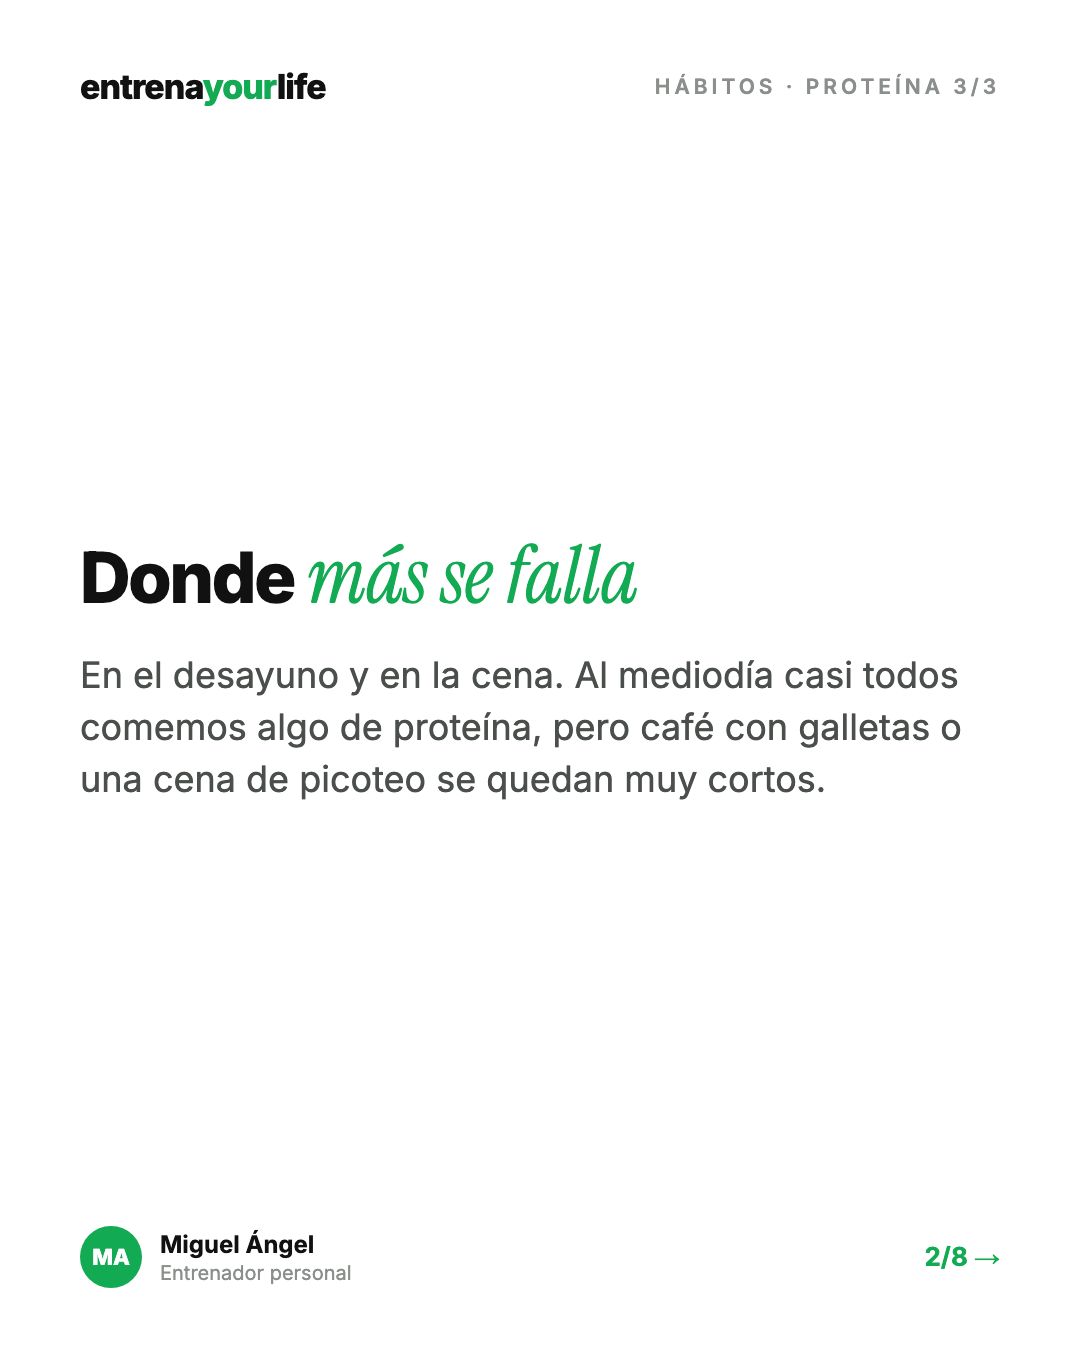 entrenayourlife
HÁBITOS · PROTEÍNA 3/3
Donde más se falla
En el desayuno y en la cena. Al mediodía casi todos
comemos algo de proteína, pero café con galletas o
una cena de picoteo se quedan muy cortos.
MA
Miguel Ángel
Entrenador personal
2/8 →